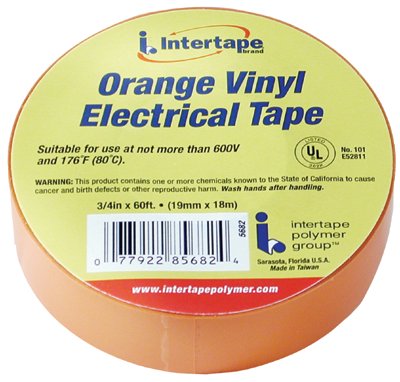 i. Intertape
brand
Orange Vinyl
Electrical Tape
Suitable for use at not more than 600V
and 176°F (80°C).
LISTED
UL
No. 101
E52811
WARNING: This product contains one or more chemicals known to the State of California to cause
cancer and birth defects or other reproductive harm. Wash hands after handling.
3/4in x 60ft. • (19mm x 18m)
5682
0 77922 85682 4
intertape
polymer
group™
Sarasota, Florida U.S.A.
Made in Taiwan
www.intertapepolymer.com